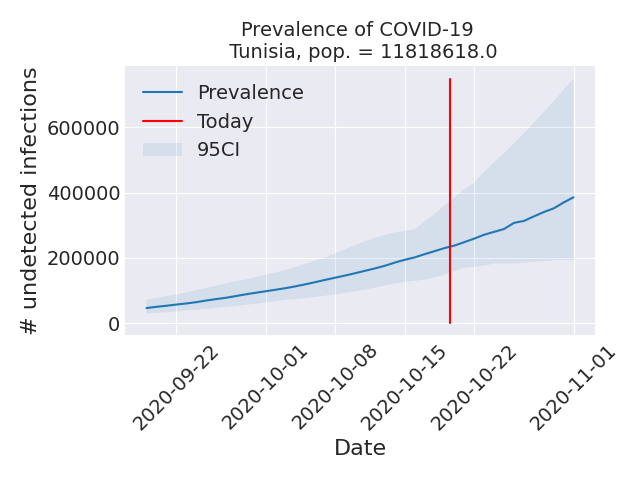 Prevalence of COVID-19
Tunisia, pop. = 11818618.0
# undetected infections
600000
400000
200000
0
Prevalence
Today
95CI
2020-09-22
2020-10-01
2020-10-08
2020-10-15
2020-10-22
2020-11-01
Date